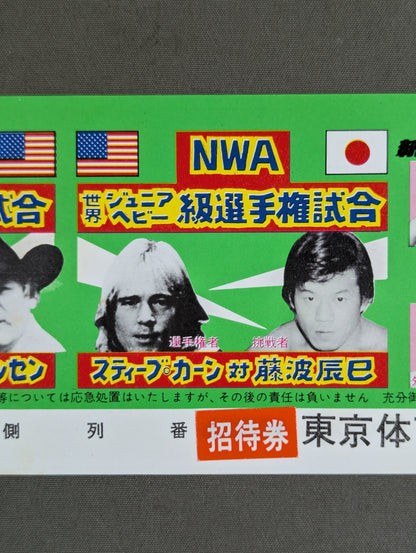 NWA
試合
世界ジュニアヘビー級選手権試合
選手権者
挑戦者
ンセン
スティーブ・カーン対藤波辰巳
等については応急処置はいたしますが、その後の責任は負いません 充分御
側 列 番 招待券 東京体